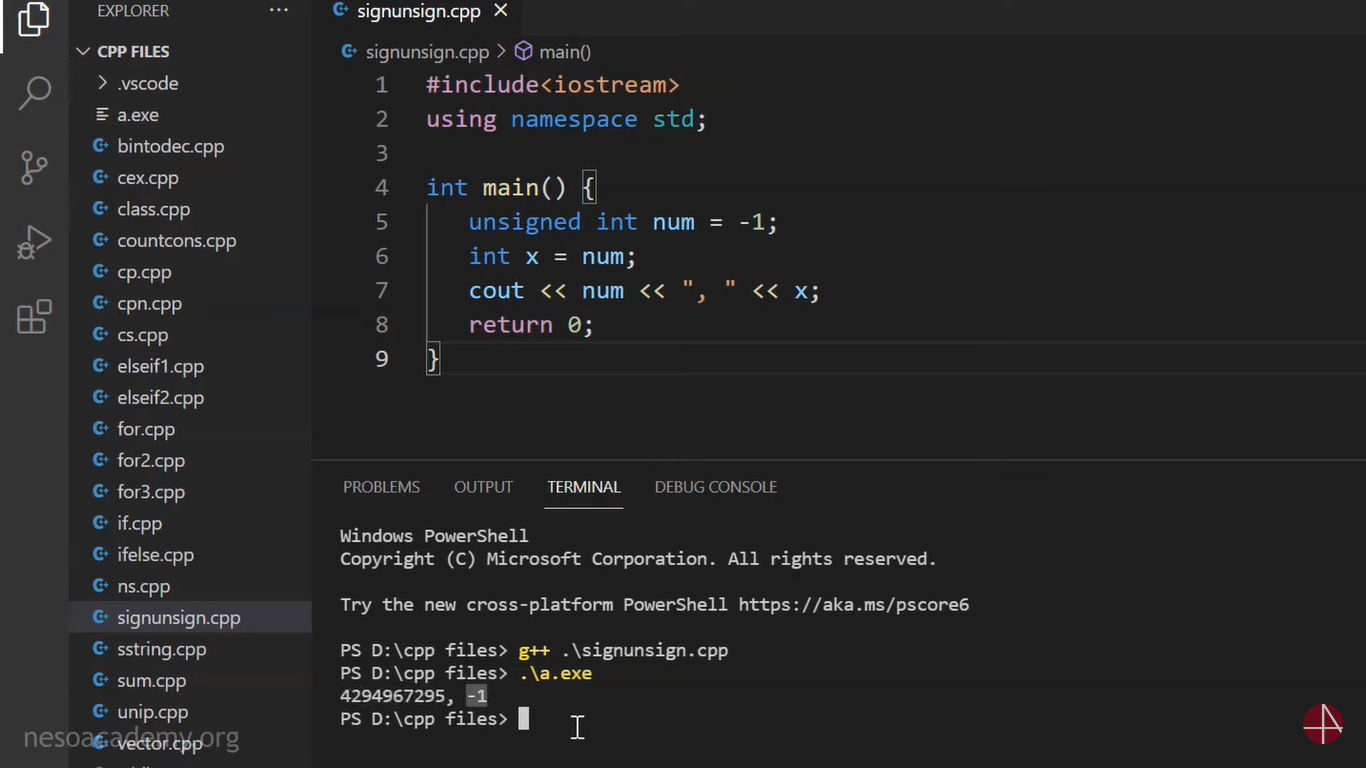 EXPLORER
···
CPP FILES
.vscode
a.exe
bintodec.cpp
cex.cpp
class.cpp
countcons.cpp
cp.cpp
cpn.cpp
cs.cpp
elseif1.cpp
elseif2.cpp
for.cpp
for2.cpp
for3.cpp
if.cpp
ifelse.cpp
ns.cpp
signunsign.cpp
sstring.cpp
sum.cpp
unip.cpp
vector.cpp
signunsign.cpp
signunsign.cpp > main()
1 #include<iostream>
2 using namespace std;
3
4 int main() {
5 unsigned int num = -1;
6 int x = num;
7 cout << num << ", " << x;
8 return 0;
9 }
PROBLEMS OUTPUT TERMINAL DEBUG CONSOLE
Windows PowerShell
Copyright (C) Microsoft Corporation. All rights reserved.
Try the new cross-platform PowerShell https://aka.ms/pscore6
PS D:\cpp files> g++ .\signunsign.cpp
PS D:\cpp files> .\a.exe
4294967295, -1
PS D:\cpp files>
nesoacademy.org